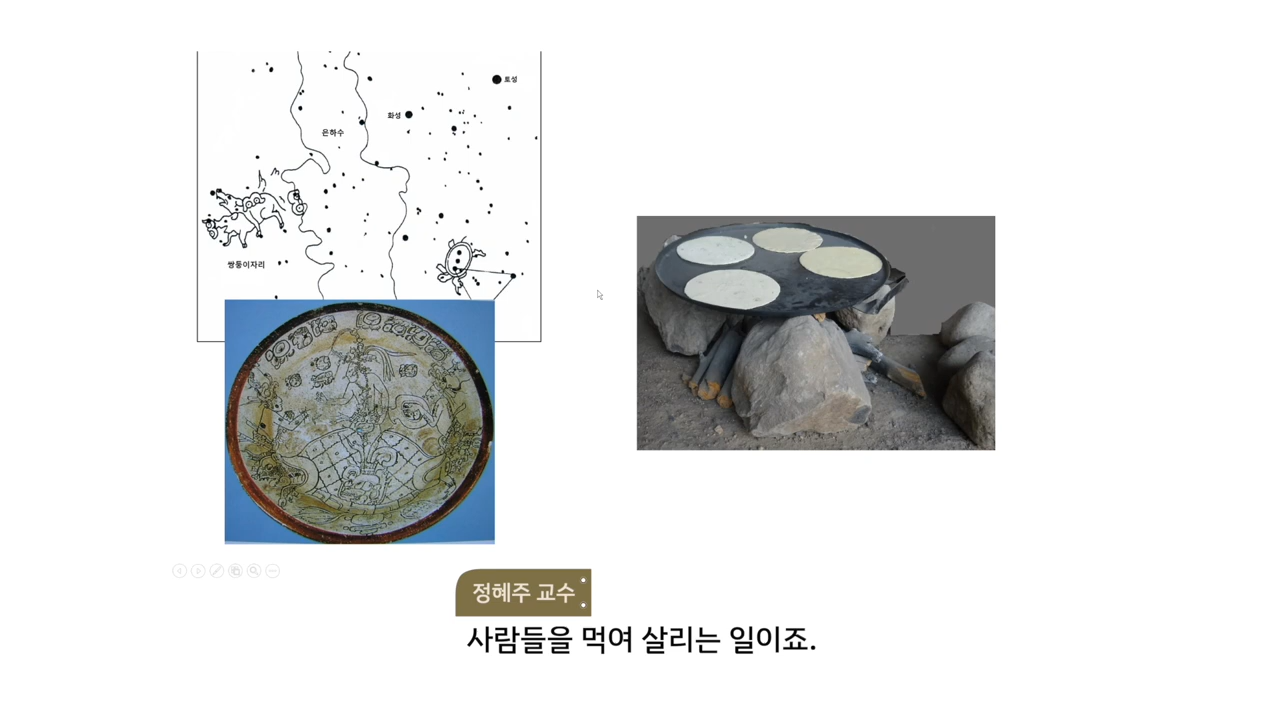 토성
화성
은하수
쌍둥이자리
정혜주 교수
사람들을 먹여 살리는 일이죠.